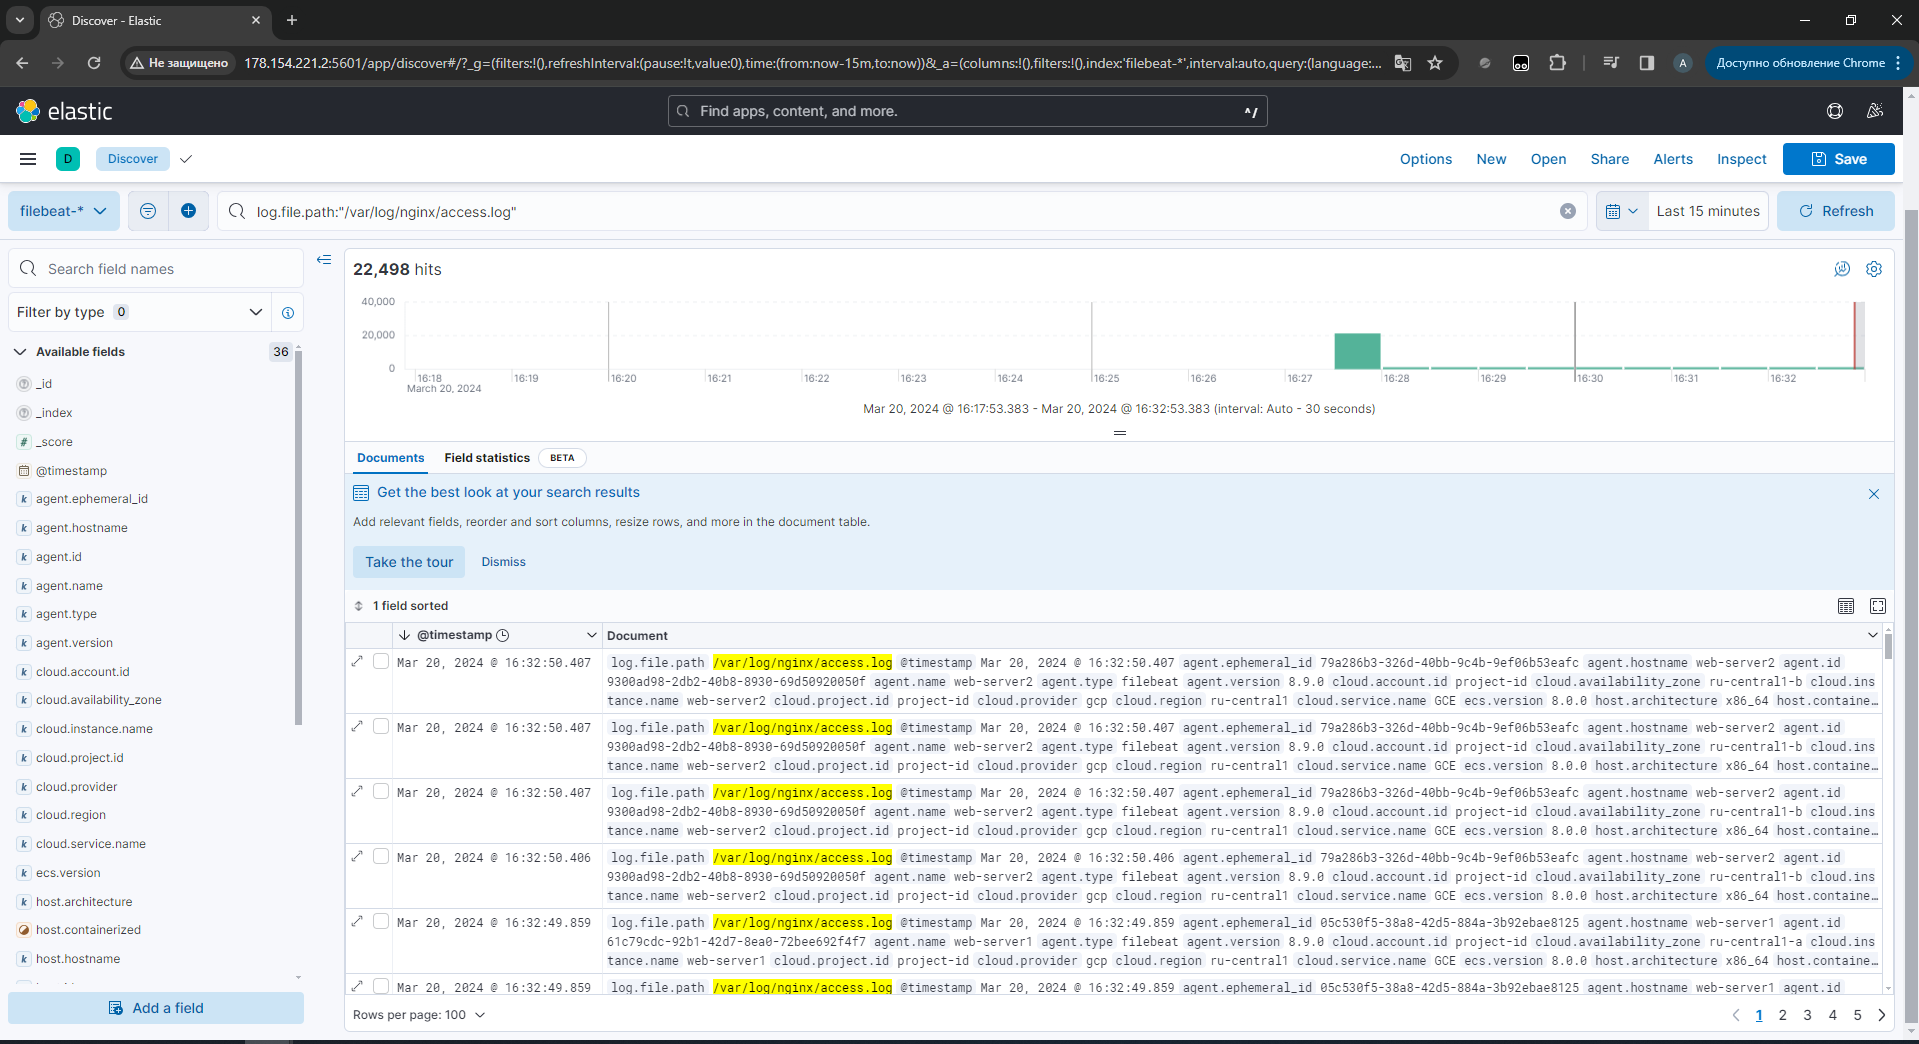 Discover - Elastic
Не защищено
178.154.221.2:5601/app/discover#/?_g=(filters:!(),refreshInterval:(pause:!t,value:0),time:(from:now-15m,to:now))&_a=(columns:!(),filters:!(),index:'filebeat-*',interval:auto,query:(language:...
A
Доступно обновление Chrome
elastic
Find apps, content, and more.
^/
D
Discover
Options
New
Open
Share
Alerts
Inspect
Save
filebeat-*
log.file.path:"/var/log/nginx/access.log"
Last 15 minutes
Refresh
Search field names
Filter by type 0
Available fields
36
_id
_index
# _score
@timestamp
k agent.ephemeral_id
k agent.hostname
k agent.id
k agent.name
k agent.type
k agent.version
k cloud.account.id
k cloud.availability_zone
k cloud.instance.name
k cloud.project.id
k cloud.provider
k cloud.region
k cloud.service.name
k ecs.version
k host.architecture
host.containerized
k host.hostname
Add a field
22,498 hits
40,000
20,000
0
16:18 16:19 16:20 16:21 16:22 16:23 16:24 16:25 16:26 16:27 16:28 16:29 16:30 16:31 16:32
March 20, 2024
Mar 20, 2024 @ 16:17:53.383 - Mar 20, 2024 @ 16:32:53.383 (interval: Auto - 30 seconds)
Documents
Field statistics
BETA
Get the best look at your search results
Add relevant fields, reorder and sort columns, resize rows, and more in the document table.
Take the tour
Dismiss
1 field sorted
@timestamp
Document
Mar 20, 2024 @ 16:32:50.407
log.file.path /var/log/nginx/access.log @timestamp Mar 20, 2024 @ 16:32:50.407 agent.ephemeral_id 79a286b3-326d-40bb-9c4b-9ef06b53eafc agent.hostname web-server2 agent.id
9300ad98-2db2-40b8-8930-69d50920050f agent.name web-server2 agent.type filebeat agent.version 8.9.0 cloud.account.id project-id cloud.availability_zone ru-central1-b cloud.ins
tance.name web-server2 cloud.project.id project-id cloud.provider gcp cloud.region ru-central1 cloud.service.name GCE ecs.version 8.0.0 host.architecture x86_64 host.containe...
Mar 20, 2024 @ 16:32:50.407
log.file.path /var/log/nginx/access.log @timestamp Mar 20, 2024 @ 16:32:50.407 agent.ephemeral_id 79a286b3-326d-40bb-9c4b-9ef06b53eafc agent.hostname web-server2 agent.id
9300ad98-2db2-40b8-8930-69d50920050f agent.name web-server2 agent.type filebeat agent.version 8.9.0 cloud.account.id project-id cloud.availability_zone ru-central1-b cloud.ins
tance.name web-server2 cloud.project.id project-id cloud.provider gcp cloud.region ru-central1 cloud.service.name GCE ecs.version 8.0.0 host.architecture x86_64 host.containe...
Mar 20, 2024 @ 16:32:50.407
log.file.path /var/log/nginx/access.log @timestamp Mar 20, 2024 @ 16:32:50.407 agent.ephemeral_id 79a286b3-326d-40bb-9c4b-9ef06b53eafc agent.hostname web-server2 agent.id
9300ad98-2db2-40b8-8930-69d50920050f agent.name web-server2 agent.type filebeat agent.version 8.9.0 cloud.account.id project-id cloud.availability_zone ru-central1-b cloud.ins
tance.name web-server2 cloud.project.id project-id cloud.provider gcp cloud.region ru-central1 cloud.service.name GCE ecs.version 8.0.0 host.architecture x86_64 host.containe...
Mar 20, 2024 @ 16:32:50.406
log.file.path /var/log/nginx/access.log @timestamp Mar 20, 2024 @ 16:32:50.406 agent.ephemeral_id 79a286b3-326d-40bb-9c4b-9ef06b53eafc agent.hostname web-server2 agent.id
9300ad98-2db2-40b8-8930-69d50920050f agent.name web-server2 agent.type filebeat agent.version 8.9.0 cloud.account.id project-id cloud.availability_zone ru-central1-b cloud.ins
tance.name web-server2 cloud.project.id project-id cloud.provider gcp cloud.region ru-central1 cloud.service.name GCE ecs.version 8.0.0 host.architecture x86_64 host.containe...
Mar 20, 2024 @ 16:32:49.859
log.file.path /var/log/nginx/access.log @timestamp Mar 20, 2024 @ 16:32:49.859 agent.ephemeral_id 05c530f5-38a8-42d5-884a-3b92ebae8125 agent.hostname web-server1 agent.id
61c79cdc-92b1-42d7-8ea0-72bee692f4f7 agent.name web-server1 agent.type filebeat agent.version 8.9.0 cloud.account.id project-id cloud.availability_zone ru-central1-a cloud.ins
tance.name web-server1 cloud.project.id project-id cloud.provider gcp cloud.region ru-central1 cloud.service.name GCE ecs.version 8.0.0 host.architecture x86_64 host.containe...
Mar 20, 2024 @ 16:32:49.859
log.file.path /var/log/nginx/access.log @timestamp Mar 20, 2024 @ 16:32:49.859 agent.ephemeral_id 05c530f5-38a8-42d5-884a-3b92ebae8125 agent.hostname web-server1 agent.id
Rows per page: 100
1 2 3 4 5